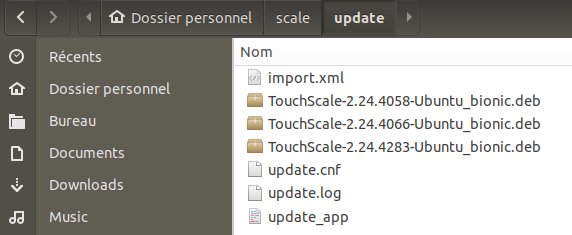 Dossier personnel scale update
Nom
Récents
import.xml
Dossier personnel
TouchScale-2.24.4058-Ubuntu_bionic.deb
Bureau
TouchScale-2.24.4066-Ubuntu_bionic.deb
TouchScale-2.24.4283-Ubuntu_bionic.deb
Documents
update.cnf
Downloads
update.log
Music
update_app